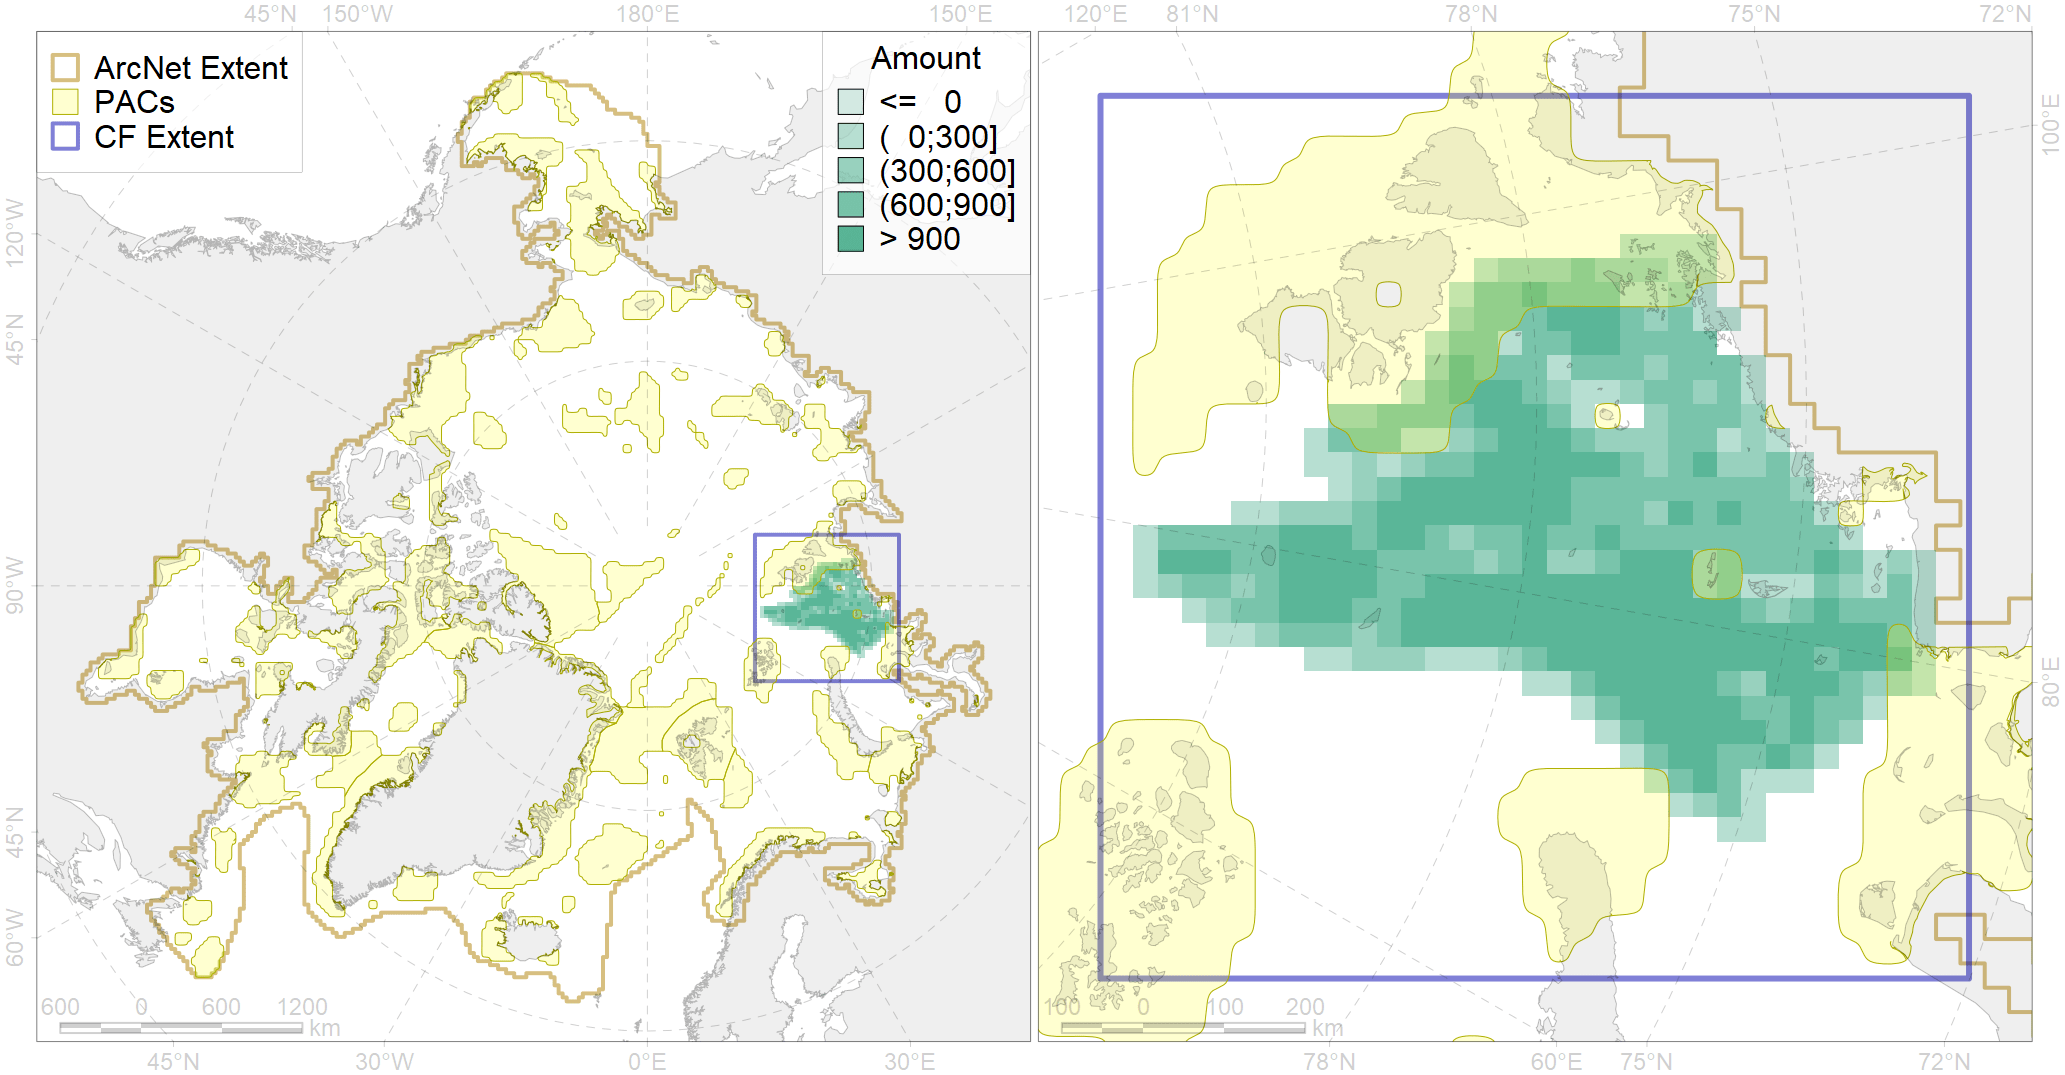 45°N 150°W 180°E 150°E 120°E 81°N 78°N 75°N 72°N
ArcNet Extent
PACs
CF Extent
Amount
<= 0
( 0;300]
(300;600]
(600;900]
> 900
120°W
45°N
90°W
45°N
60°W
100°E
80°E
600 0 600 1200
km
100 0 100 200
km
45°N 30°W 0°E 30°E 78°N 60°E 75°N 72°N